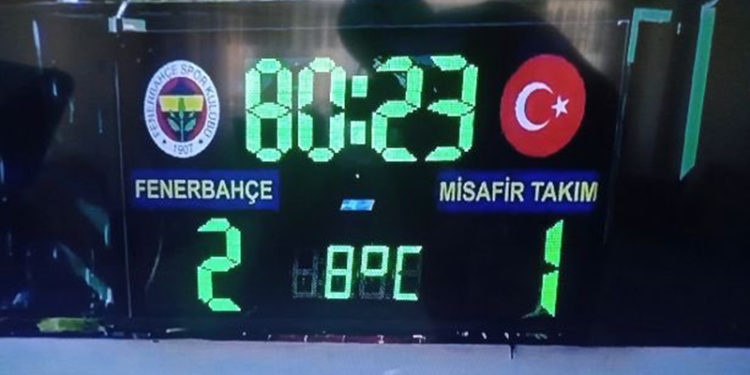 FENERBAHÇE SPOR KULÜBÜ
1907
80:23
FENERBAHÇE
MİSAFİR TAKIM
2
8°C
1